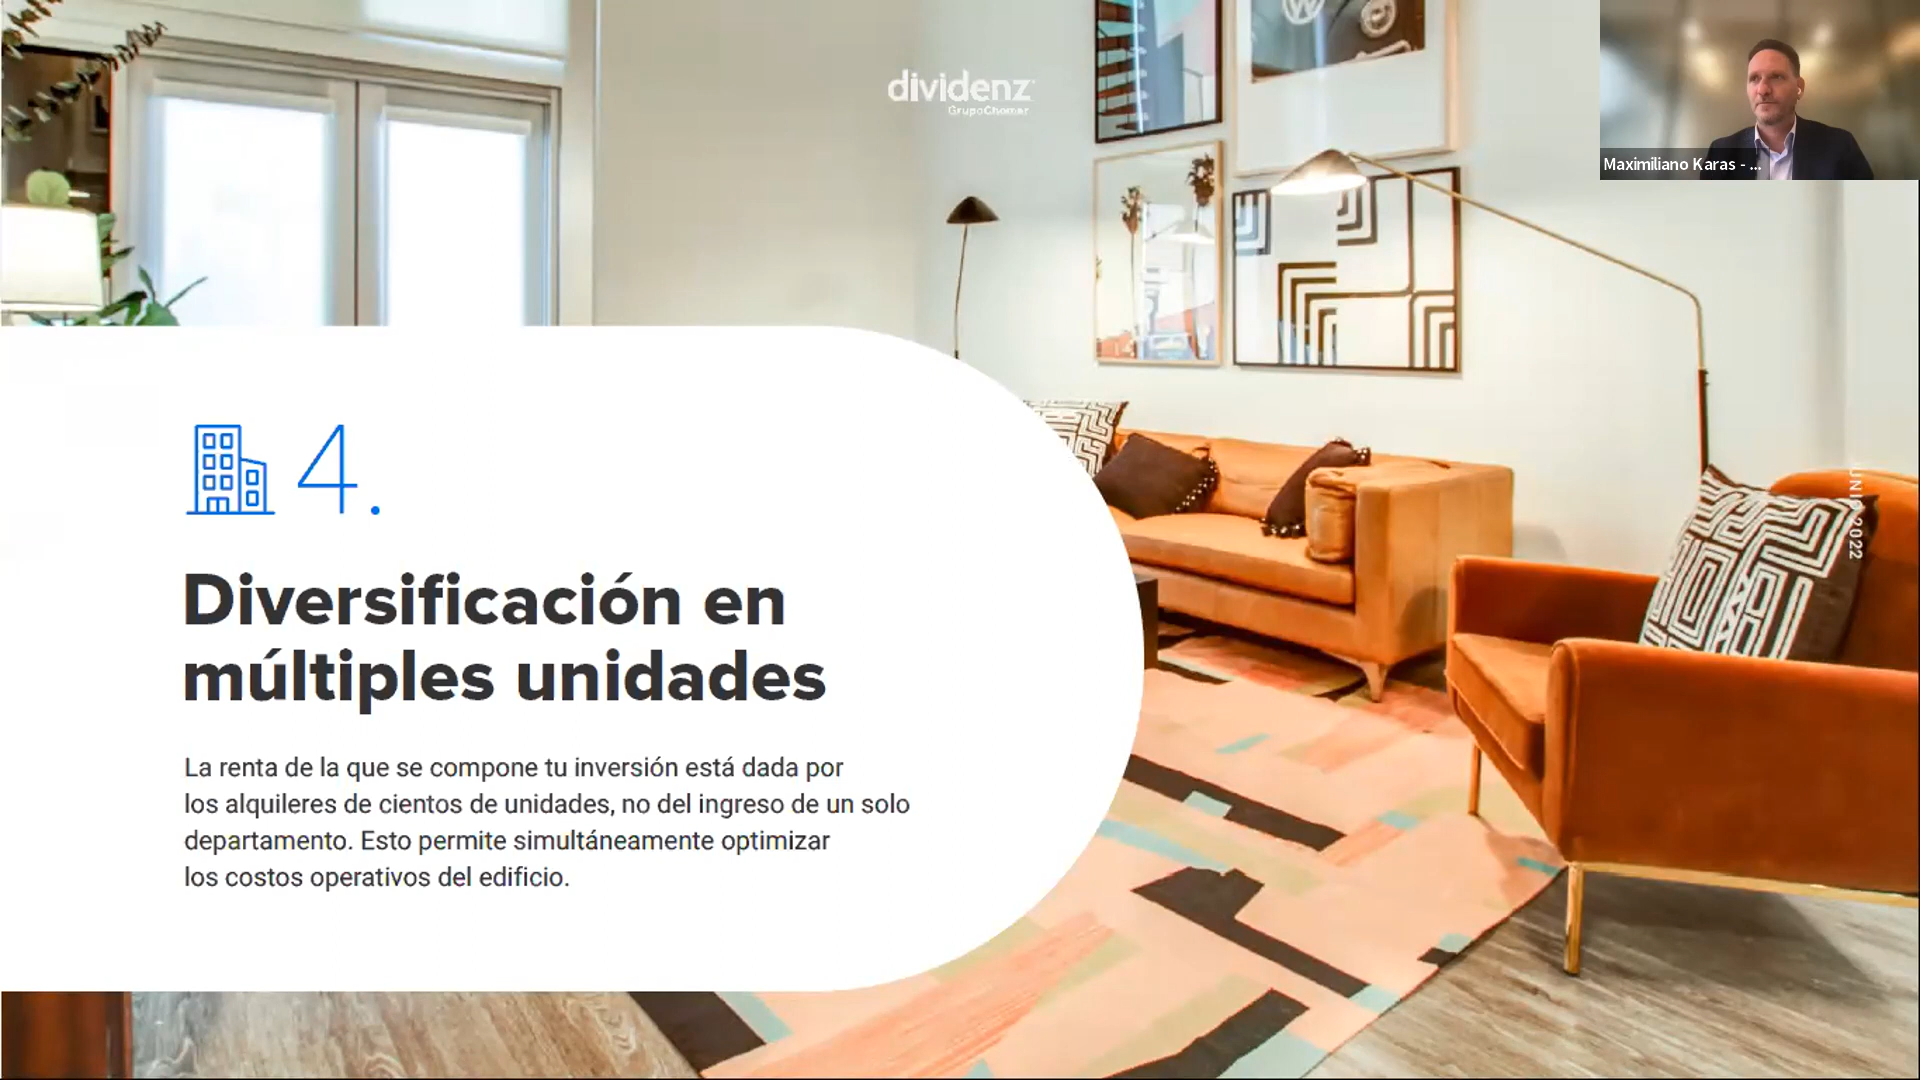 dividenz
GrupoChomer
Maximiliano Karas - ...
4.
Diversificación en
múltiples unidades
La renta de la que se compone tu inversión está dada por
los alquileres de cientos de unidades, no del ingreso de un solo
departamento. Esto permite simultáneamente optimizar
los costos operativos del edificio.
JUNIO 2022